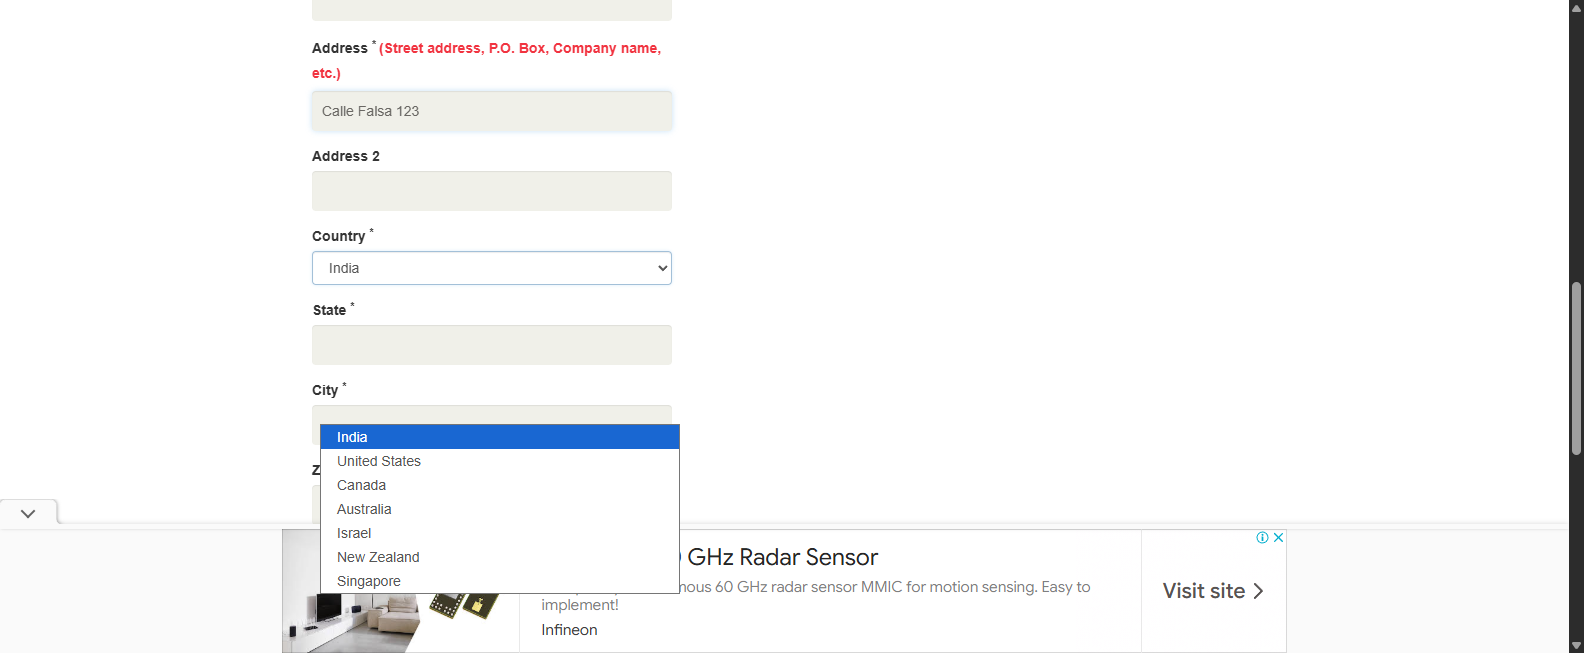 Address * (Street address, P.O. Box, Company name,
etc.)
Calle Falsa 123
Address 2
Country *
India
State *
City *
India
United States
Canada
Australia
Israel
New Zealand
Singapore
GHz Radar Sensor
60 GHz radar sensor MMIC for motion sensing. Easy to
implement!
Infineon
Visit site